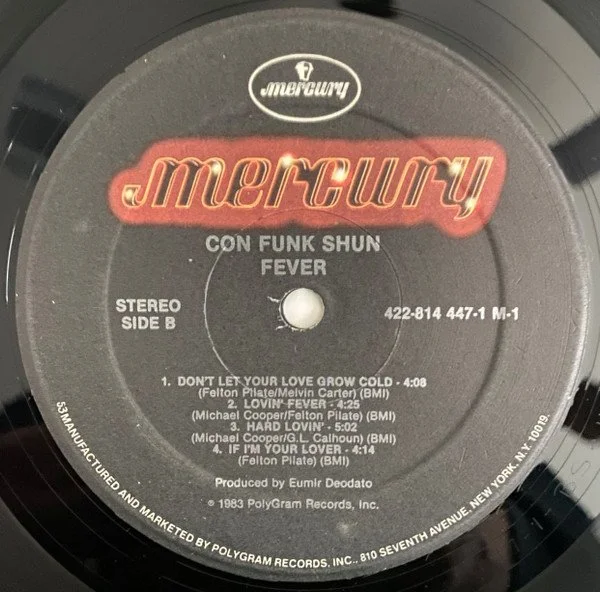 mercury
mercury
CON FUNK SHUN
FEVER
STEREO
SIDE B
422-814 447-1 M-1
1. DON'T LET YOUR LOVE GROW COLD - 4:08
(Felton Pilate/Melvin Carter) (BMI)
2. LOVIN' FEVER - 4:25
(Michael Cooper/Felton Pilate) (BMI)
3. HARD LOVIN' - 5:02
(Michael Cooper/G.L. Calhoun) (BMI)
4. IF I'M YOUR LOVER - 4:14
(Felton Pilate) (BMI)
Produced by Eumir Deodato
℗ 1983 PolyGram Records, Inc.
53MANUFACTURED AND MARKETED BY POLYGRAM RECORDS, INC., 810 SEVENTH AVENUE, NEW YORK, N.Y. 10019.